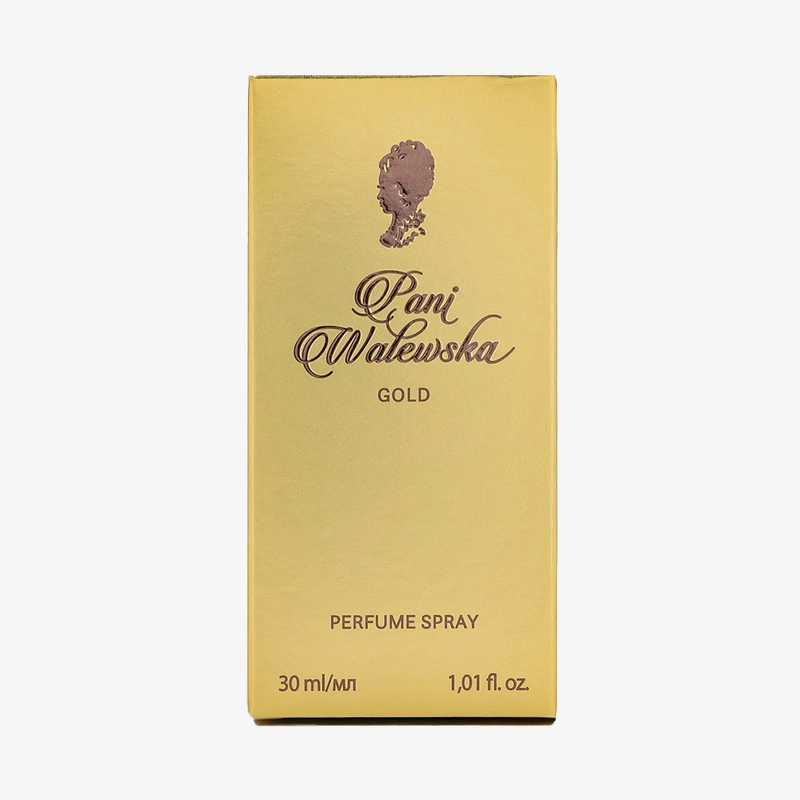 Pani
Walewska
GOLD
PERFUME SPRAY
30 ml/мл 1,01 fl. oz.